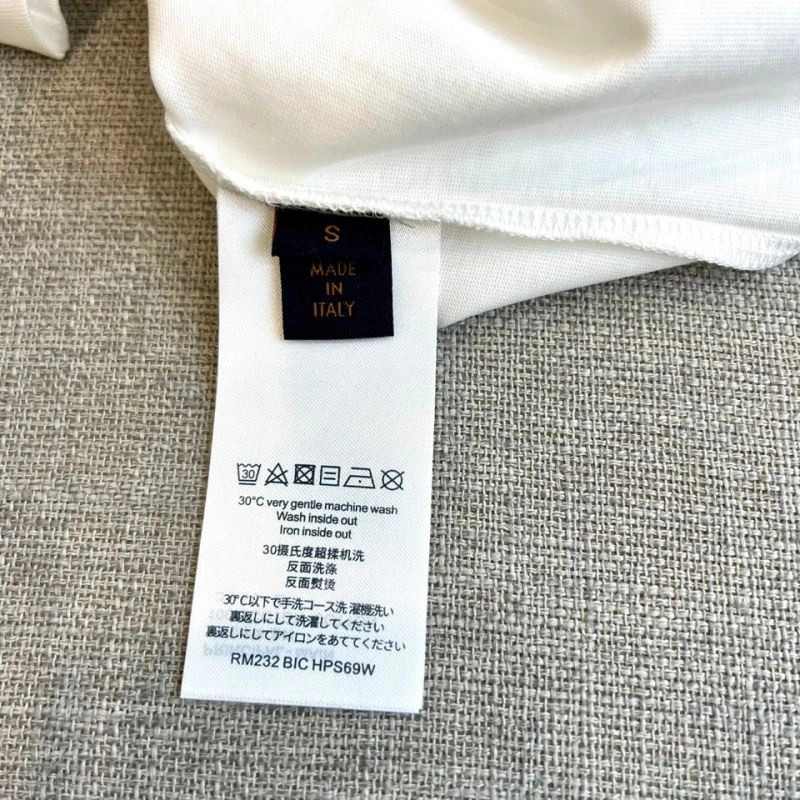 S
MADE
IN
ITALY
30
30°C very gentle machine wash
Wash inside out
Iron inside out
30摄氏度超揉机洗
反面洗涤
反面熨烫
30℃以下で手洗コース洗 濯機洗い
裏返しにして洗濯してください
裏返しにしてアイロンをあててください
RM232 BIC HPS69W